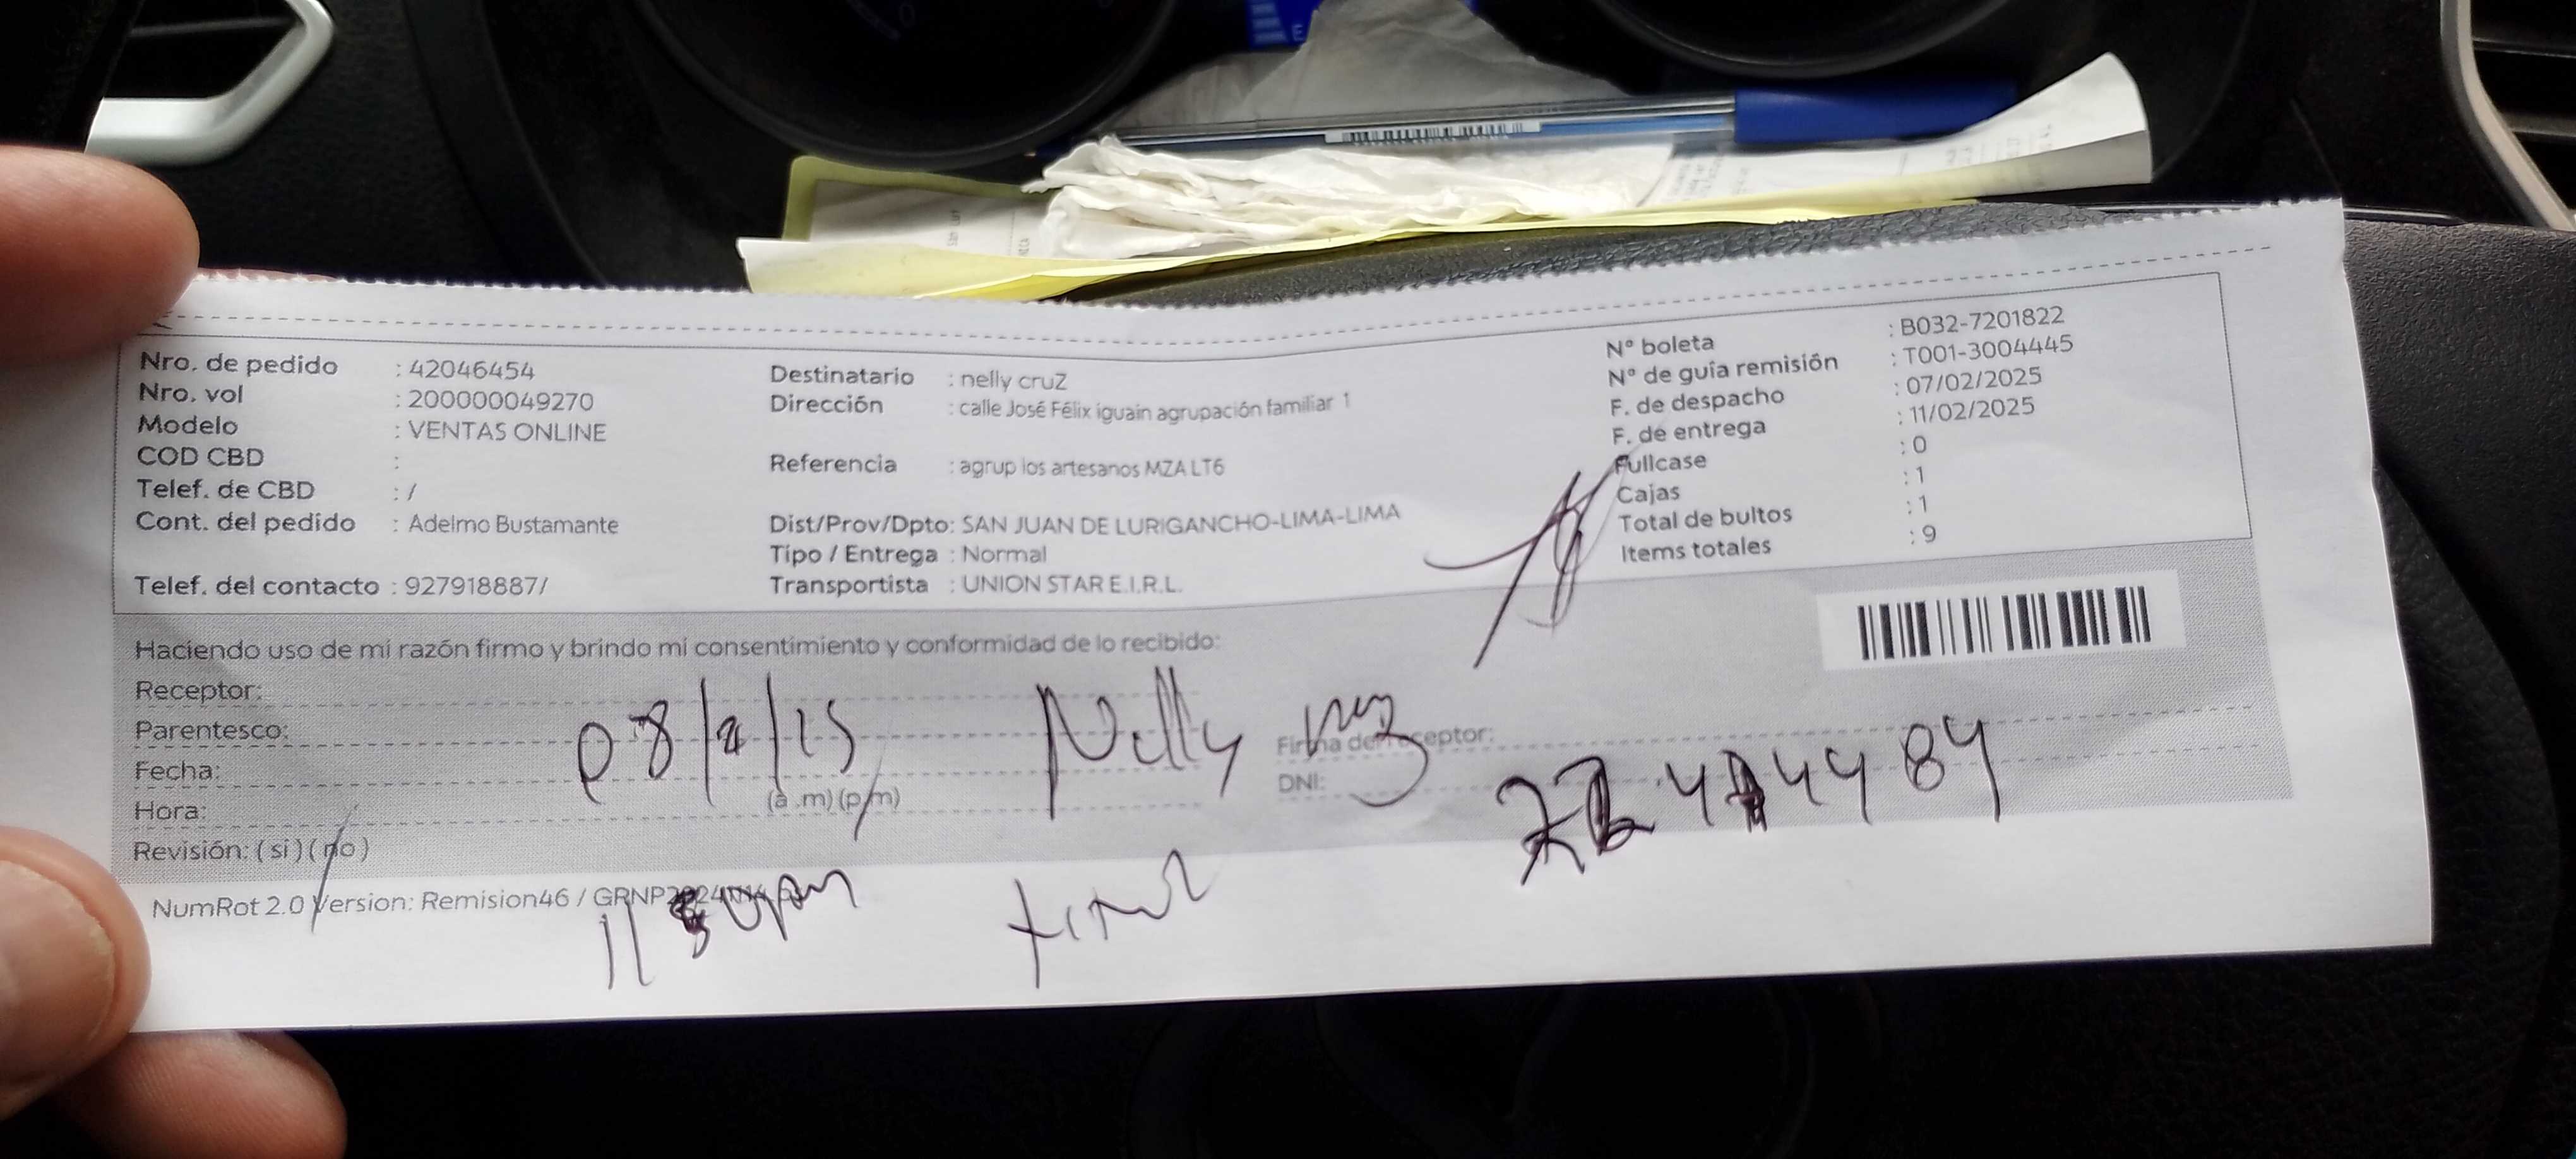 Nro. de pedido : 42046454
Nro. vol : 200000049270
Modelo : VENTAS ONLINE
COD CBD :
Telef. de CBD : /
Cont. del pedido : Adelmo Bustamante
Telef. del contacto : 927918887/
Destinatario : nelly cruZ
Dirección : calle José Félix iguain agrupación familiar 1
Referencia : agrup los artesanos MZA LT6
Dist/Prov/Dpto: SAN JUAN DE LURIGANCHO-LIMA-LIMA
Tipo / Entrega : Normal
Transportista : UNION STAR E.I.R.L.
N° boleta : B032-7201822
N° de guía remisión : T001-3004445
F. de despacho : 07/02/2025
F. de entrega : 11/02/2025
Fullcase : 0
Cajas : 1
Total de bultos : 1
Items totales : 9
Haciendo uso de mi razón firmo y brindo mi consentimiento y conformidad de lo recibido:
Receptor:
Parentesco:
Fecha:
Hora: (a .m) (p.m)
Revisión: ( si ) ( no )
Nelly
Firma del receptor:
DNI:
NumRot 2.0 Version: Remision46 /